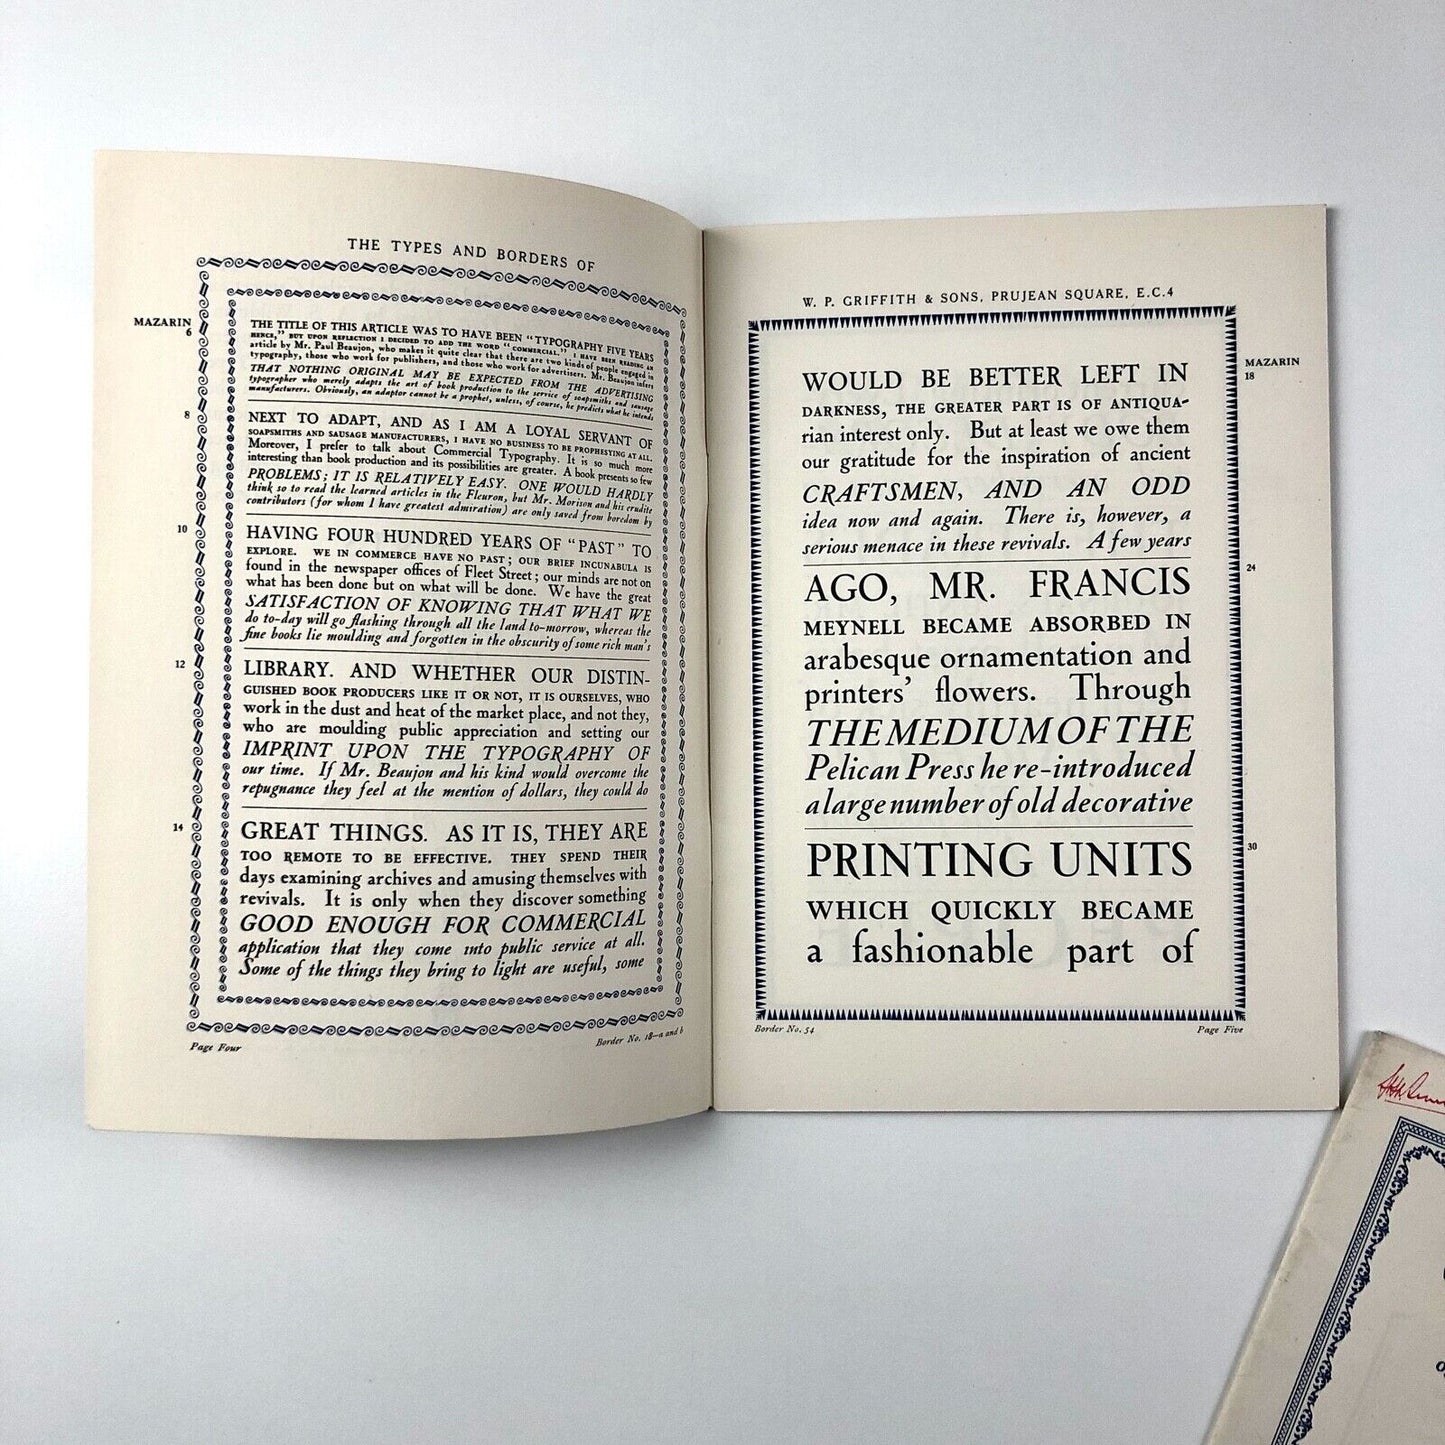 THE TYPES AND BORDERS OF
MAZARIN
6
THE TITLE OF THIS ARTICLE WAS TO HAVE BEEN "TYPOGRAPHY FIVE YEARS
HENCE," BUT UPON REFLECTION I DECIDED TO ADD THE WORD "COMMERCIAL." I HAVE BEEN READING AN
article by Mr. Paul Beaujon, who makes it quite clear that there are two kinds of people engaged in
typography, those who work for publishers, and those who work for advertisers. Mr. Beaujon infers
THAT NOTHING ORIGINAL MAY BE EXPECTED FROM THE ADVERTISING
typographer who merely adapts the art of book production to the service of soapsmiths and sausage
manufacturers. Obviously, an adaptor cannot be a prophet, unless, of course, he predicts what he intends
8
NEXT TO ADAPT, AND AS I AM A LOYAL SERVANT OF
SOAPSMITHS AND SAUSAGE MANUFACTURERS, I HAVE NO BUSINESS TO BE PROPHESYING AT ALL.
Moreover, I prefer to talk about Commercial Typography. It is so much more
interesting than book production and its possibilities are greater. A book presents so few
PROBLEMS; IT IS RELATIVELY EASY. ONE WOULD HARDLY
think so to read the learned articles in the Fleuron, but Mr. Morison and his erudite
contributors (for whom I have greatest admiration) are only saved from boredom by
10
HAVING FOUR HUNDRED YEARS OF "PAST" TO
EXPLORE. WE IN COMMERCE HAVE NO PAST; OUR BRIEF INCUNABULA IS
found in the newspaper offices of Fleet Street; our minds are not on
what has been done but on what will be done. We have the great
SATISFACTION OF KNOWING THAT WHAT WE
do to-day will go flashing through all the land to-morrow, whereas the
fine books lie moulding and forgotten in the obscurity of some rich man's
12
LIBRARY. AND WHETHER OUR DISTIN-
GUISHED BOOK PRODUCERS LIKE IT OR NOT, IT IS OURSELVES, WHO
work in the dust and heat of the market place, and not they,
who are moulding public appreciation and setting our
IMPRINT UPON THE TYPOGRAPHY OF
our time. If Mr. Beaujon and his kind would overcome the
repugnance they feel at the mention of dollars, they could do
14
GREAT THINGS. AS IT IS, THEY ARE
TOO REMOTE TO BE EFFECTIVE. THEY SPEND THEIR
days examining archives and amusing themselves with
revivals. It is only when they discover something
GOOD ENOUGH FOR COMMERCIAL
application that they come into public service at all.
Some of the things they bring to light are useful, some
Page Four
Border No. 18—a and b
W. P. GRIFFITH & SONS, PRUJEAN SQUARE, E.C.4
MAZARIN
18
WOULD BE BETTER LEFT IN
DARKNESS, THE GREATER PART IS OF ANTIQUA-
rian interest only. But at least we owe them
our gratitude for the inspiration of ancient
CRAFTSMEN, AND AN ODD
idea now and again. There is, however, a
serious menace in these revivals. A few years
24
AGO, MR. FRANCIS
MEYNELL BECAME ABSORBED IN
arabesque ornamentation and
printers' flowers. Through
THE MEDIUM OF THE
Pelican Press he re-introduced
a large number of old decorative
30
PRINTING UNITS
WHICH QUICKLY BECAME
a fashionable part of
Border No. 54
Page Five